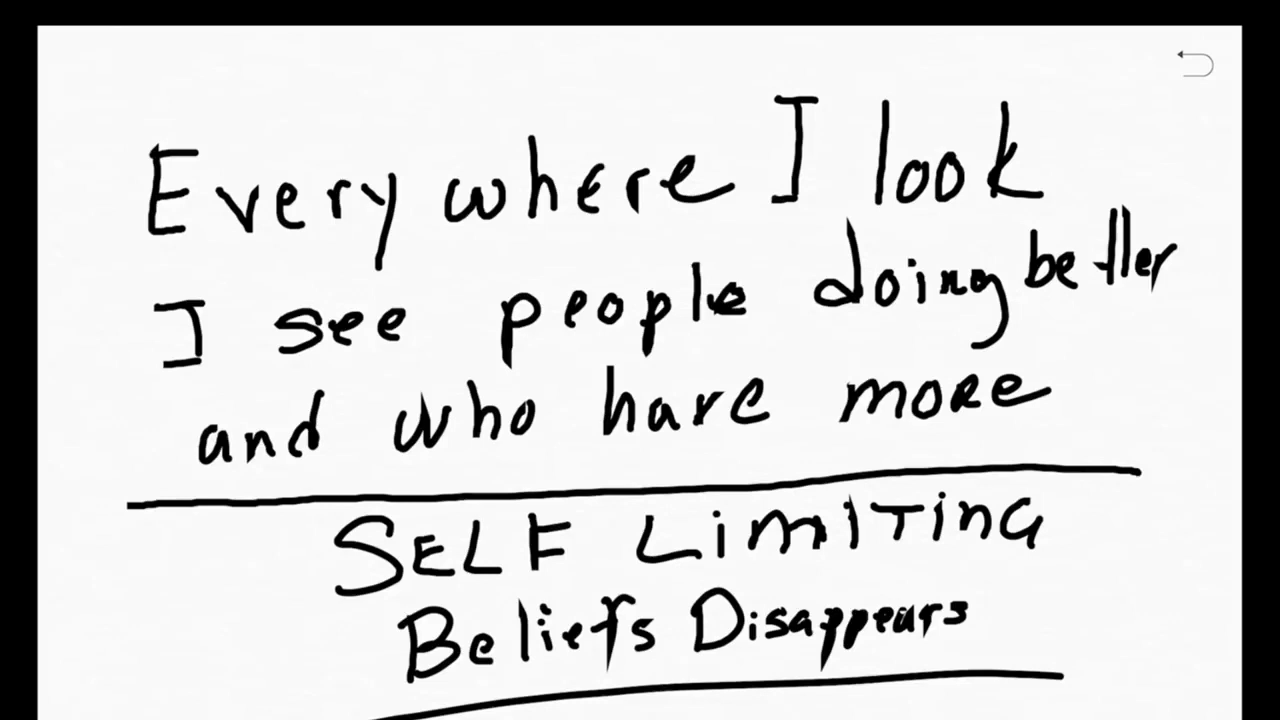 Every where I look
I see people doing better
and who have more
SELF LIMITING
Beliefs Disappears